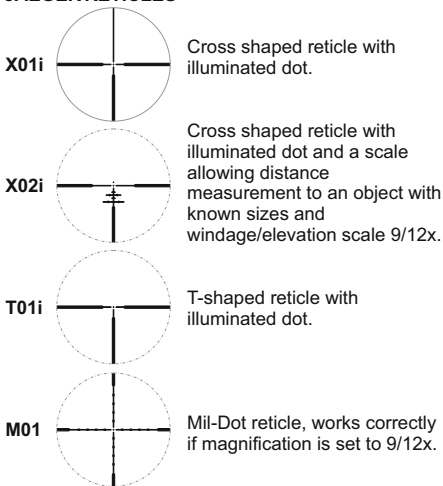 X01i
Cross shaped reticle with
illuminated dot.
X02i
Cross shaped reticle with
illuminated dot and a scale
allowing distance
measurement to an object with
known sizes and
windage/elevation scale 9/12x.
T01i
T-shaped reticle with
illuminated dot.
M01
Mil-Dot reticle, works correctly
if magnification is set to 9/12x.